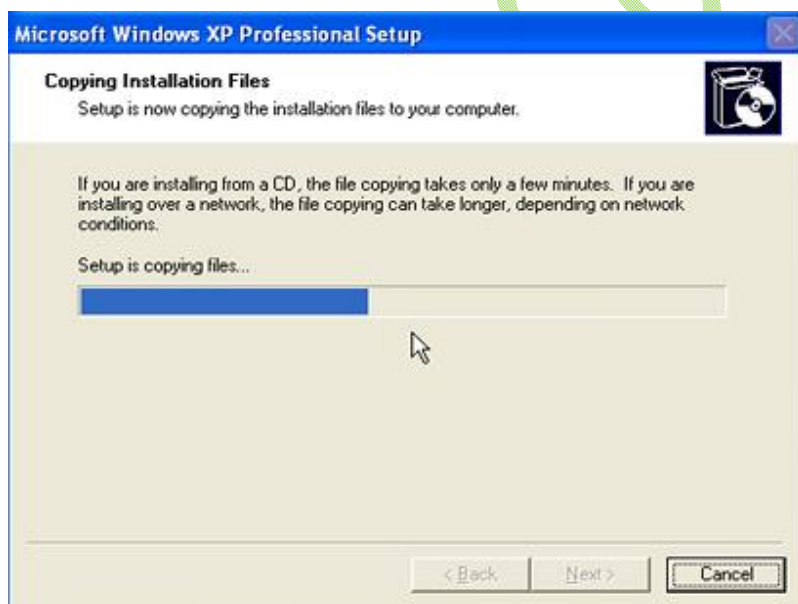 Microsoft Windows XP Professional Setup
Copying Installation Files
Setup is now copying the installation files to your computer.
If you are installing from a CD, the file copying takes only a few minutes. If you are
installing over a network, the file copying can take longer, depending on network
conditions.
Setup is copying files...
< Back Next > Cancel